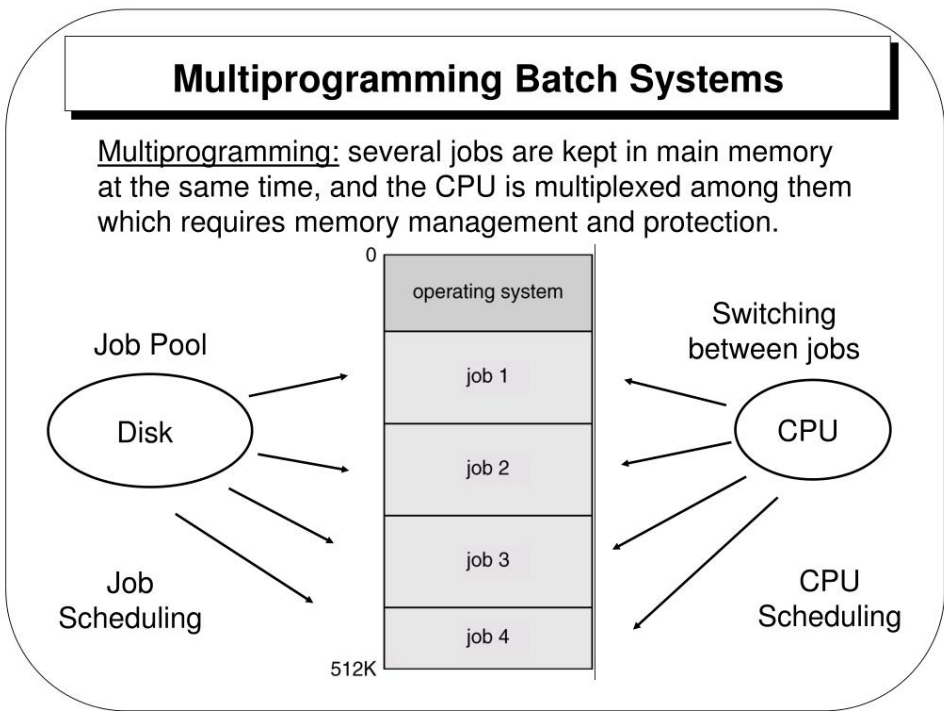 Multiprogramming Batch Systems
Multiprogramming: several jobs are kept in main memory
at the same time, and the CPU is multiplexed among them
which requires memory management and protection.
0
operating system
Switching
between jobs
Job Pool
job 1
Disk
CPU
job 2
job 3
Job
Scheduling
CPU
Scheduling
job 4
512K